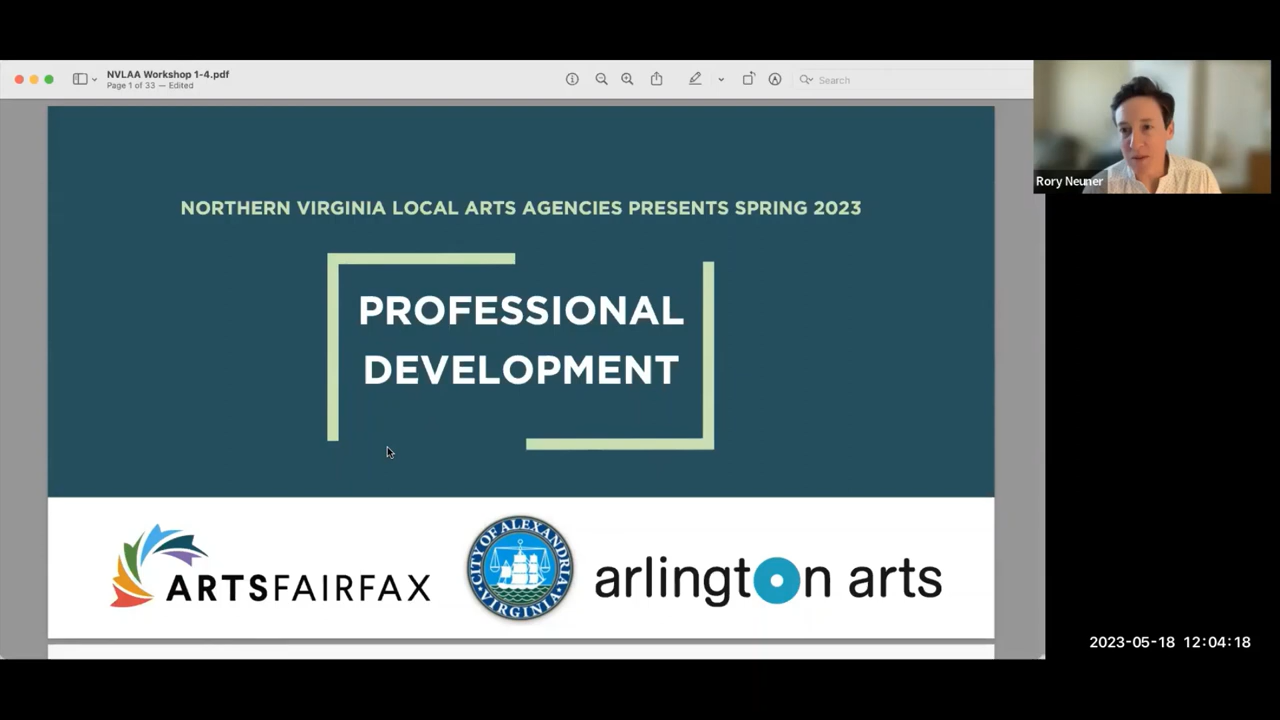 NVLAA Workshop 1-4.pdf
Page 1 of 33 — Edited
Search
Rory Neuner
NORTHERN VIRGINIA LOCAL ARTS AGENCIES PRESENTS SPRING 2023
PROFESSIONAL
DEVELOPMENT
ARTSFAIRFAX
CITY OF ALEXANDRIA
VIRGINIA
arlington arts
2023-05-18 12:04:18